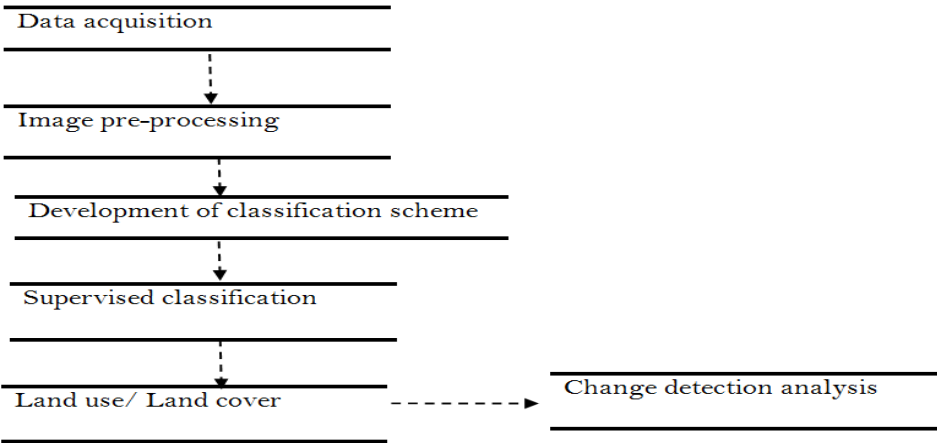 Data acquisition
Image pre-processing
Development of classification scheme
Supervised classification
Land use/ Land cover
Change detection analysis